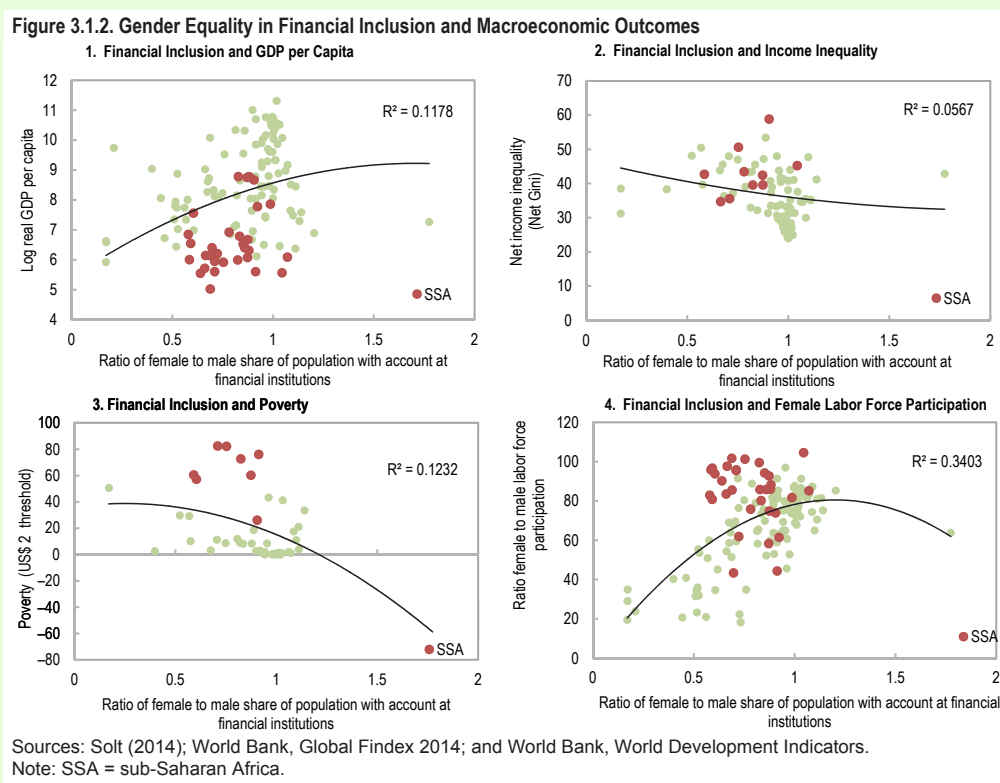 Figure 3.1.2. Gender Equality in Financial Inclusion and Macroeconomic Outcomes
1. Financial Inclusion and GDP per Capita
Log real GDP per capita
12
11
10
9
8
7
6
5
4
R² = 0.1178
SSA
0 0.5 1 1.5 2
Ratio of female to male share of population with account at
financial institutions
2. Financial Inclusion and Income Inequality
Net income inequality
(Net Gini)
70
60
50
40
30
20
10
0
R² = 0.0567
SSA
0 0.5 1 1.5 2
Ratio of female to male share of population with account at
financial institutions
3. Financial Inclusion and Poverty
Poverty (US$ 2 threshold)
100
80
60
40
20
0
–20
–40
–60
–80
R² = 0.1232
SSA
0 0.5 1 1.5 2
Ratio of female to male share of population with account at
financial institutions
4. Financial Inclusion and Female Labor Force Participation
Ratio female to male labor force
participation
120
100
80
60
40
20
0
R² = 0.3403
SSA
0 0.5 1 1.5 2
Ratio of female to male share of population with account at financial
institutions
Sources: Solt (2014); World Bank, Global Findex 2014; and World Bank, World Development Indicators.
Note: SSA = sub-Saharan Africa.